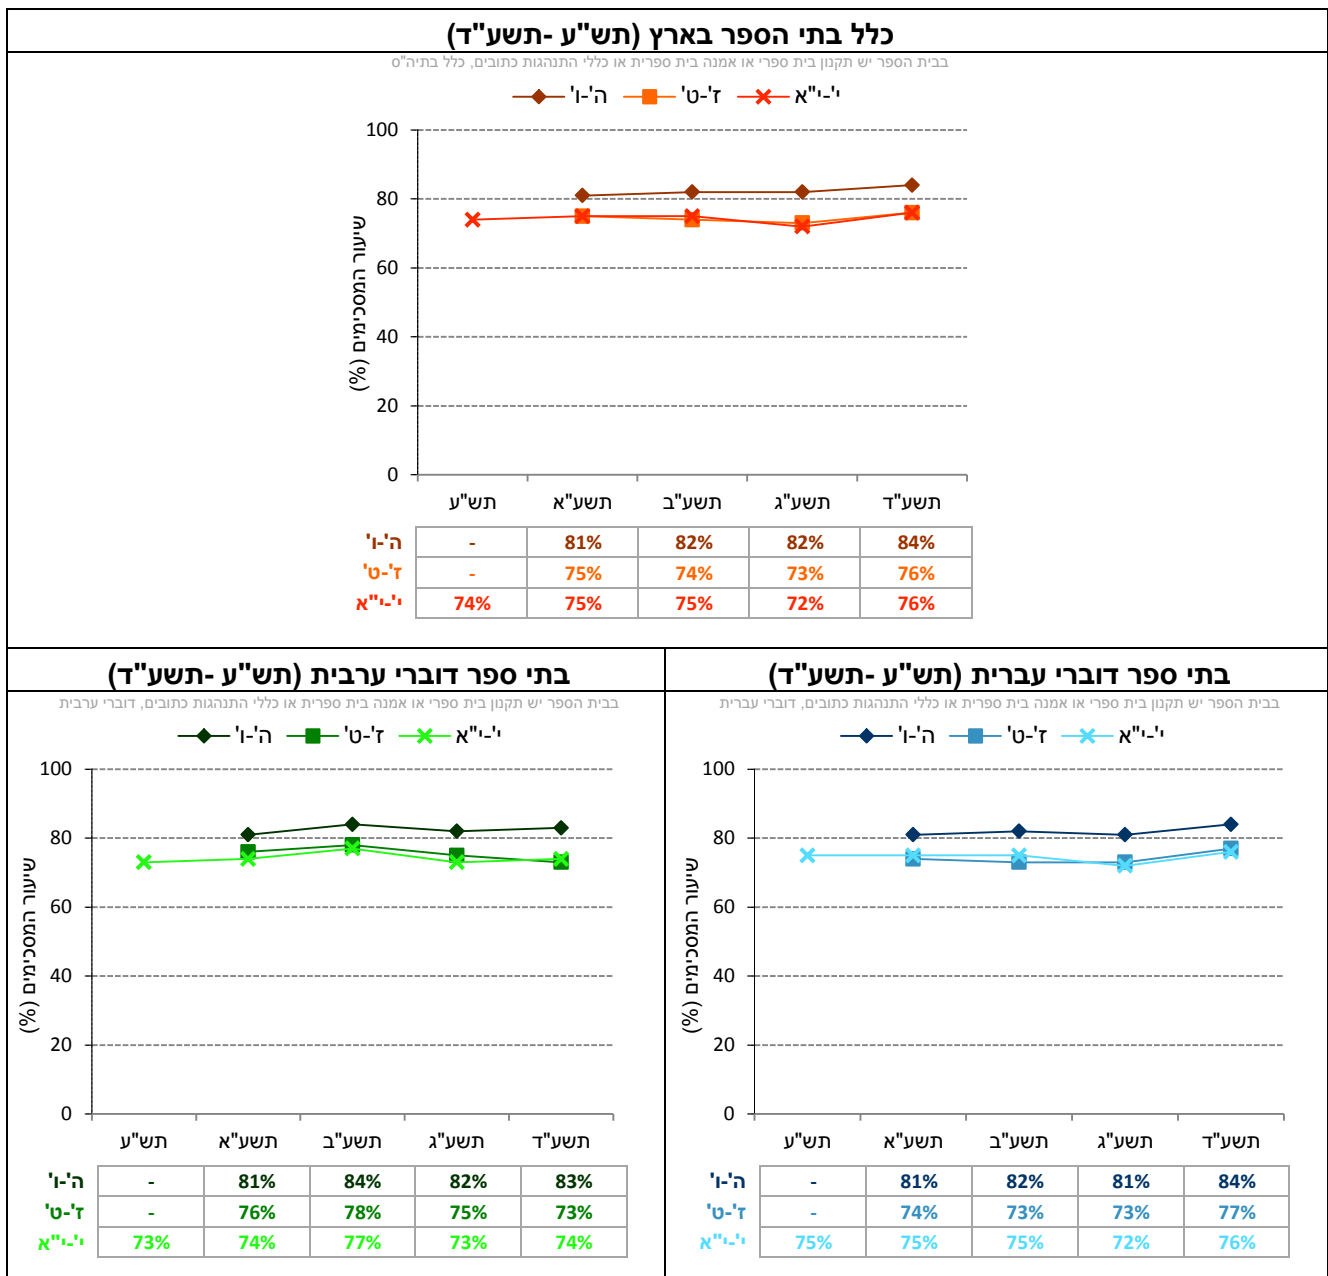 כלל בתי הספר בארץ (תש"ע -תשע"ד)
בבית הספר יש תקנון בית ספרי או אמנה בית ספרית או כללי התנהגות כתובים, כלל בתיה"ס
ה'-ו' ז'-ט' י'-י"א
שיעור המסכימים (%)
100
80
60
40
20
0
תש"ע תשע"א תשע"ב תשע"ג תשע"ד
ה'-ו' - 81% 82% 82% 84%
ז'-ט' - 75% 74% 73% 76%
י'-י"א 74% 75% 75% 72% 76%
בתי ספר דוברי עברית (תש"ע -תשע"ד)
בבית הספר יש תקנון בית ספרי או אמנה בית ספרית או כללי התנהגות כתובים, דוברי עברית
ה'-ו' ז'-ט' י'-י"א
שיעור המסכימים (%)
100
80
60
40
20
0
תש"ע תשע"א תשע"ב תשע"ג תשע"ד
ה'-ו' - 81% 82% 81% 84%
ז'-ט' - 74% 73% 73% 77%
י'-י"א 75% 75% 75% 72% 76%
בתי ספר דוברי ערבית (תש"ע -תשע"ד)
בבית הספר יש תקנון בית ספרי או אמנה בית ספרית או כללי התנהגות כתובים, דוברי ערבית
ה'-ו' ז'-ט' י'-י"א
שיעור המסכימים (%)
100
80
60
40
20
0
תש"ע תשע"א תשע"ב תשע"ג תשע"ד
ה'-ו' - 81% 84% 82% 83%
ז'-ט' - 76% 78% 75% 73%
י'-י"א 73% 74% 77% 73% 74%